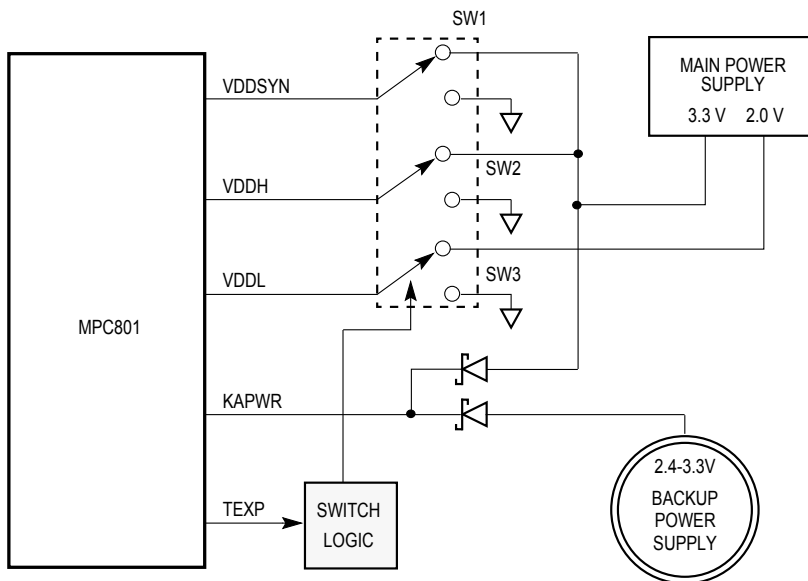 SW1
MAIN POWER
SUPPLY
3.3 V 2.0 V
VDDSYN
VDDH
SW2
VDDL
SW3
MPC801
KAPWR
TEXP
SWITCH
LOGIC
2.4-3.3V
BACKUP
POWER
SUPPLY